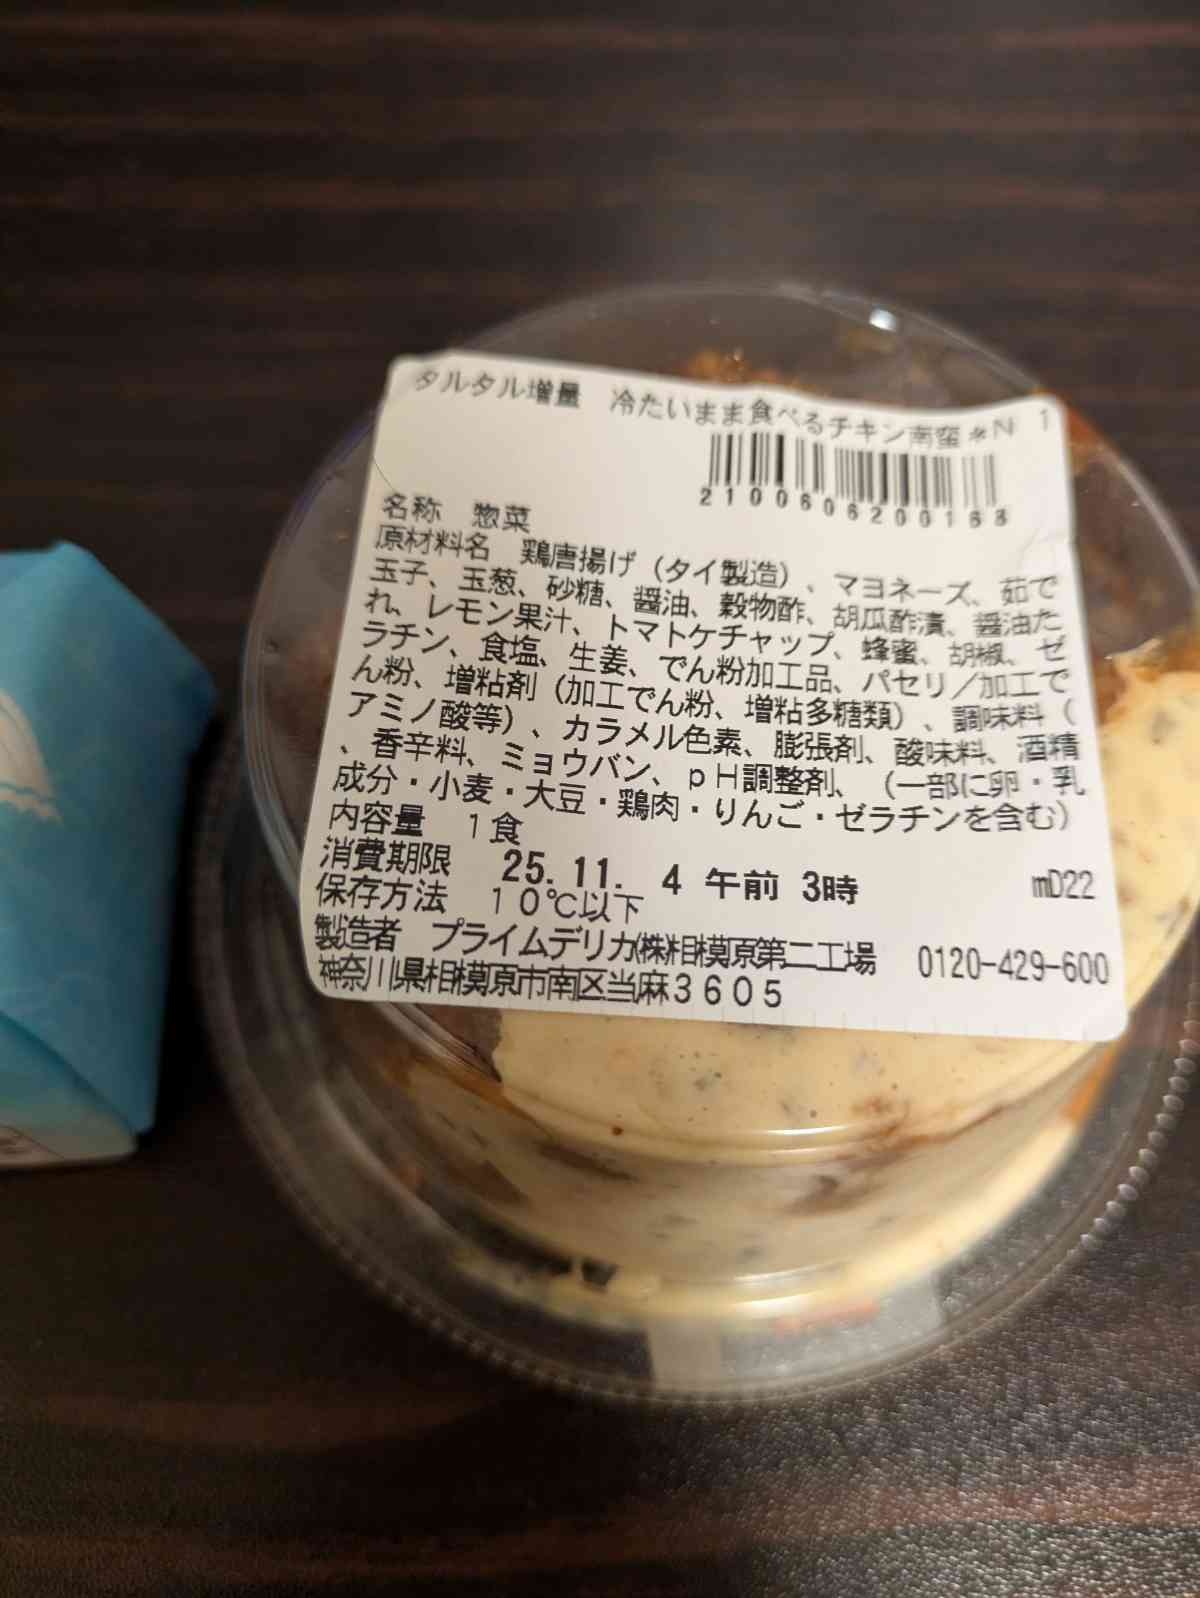 タルタル増量 冷たいまま食べるチキン南蛮※N 1
2100606200168
名称 惣菜
原材料名 鶏唐揚げ（タイ製造）、マヨネーズ、茹で
玉子、玉葱、砂糖、醤油、穀物酢、胡瓜酢漬、醤油た
れ、レモン果汁、トマトケチャップ、蜂蜜、胡椒、ゼ
ラチン、食塩、生姜、でん粉加工品、パセリ／加工で
ん粉、増粘剤（加工でん粉、増粘多糖類）、調味料（
アミノ酸等）、カラメル色素、膨張剤、酸味料、酒精
、香辛料、ミョウバン、ｐＨ調整剤、（一部に卵・乳
成分・小麦・大豆・鶏肉・りんご・ゼラチンを含む）
内容量 １食
消費期限 25.11. 4 午前 3時 mD22
保存方法 １０℃以下
製造者 プライムデリカ㈱相模原第二工場 0120-429-600
神奈川県相模原市南区当麻３６０５